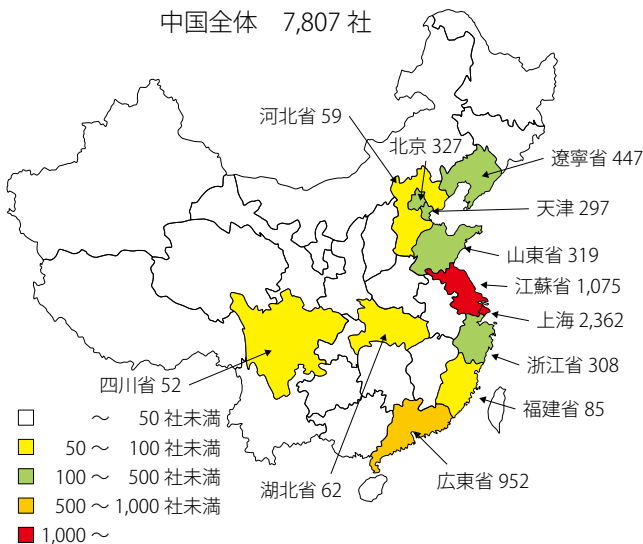 中国全体 7,807 社
河北省 59
北京 327
遼寧省 447
天津 297
山東省 319
江蘇省 1,075
上海 2,362
浙江省 308
四川省 52
福建省 85
湖北省 62
広東省 952
～ 50 社未満
50 ～ 100 社未満
100 ～ 500 社未満
500 ～ 1,000 社未満
1,000 ～